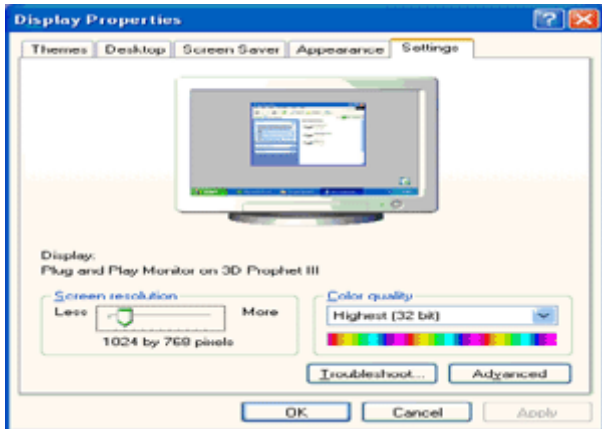 Display Properties
Themes Desktop Screen Saver Appearance Settings
Display:
Plug and Play Monitor on 3D Prophet III
Screen resolution
Less More
1024 by 768 pixels
Color quality
Highest (32 bit)
Troubleshoot... Advanced
OK Cancel Apply